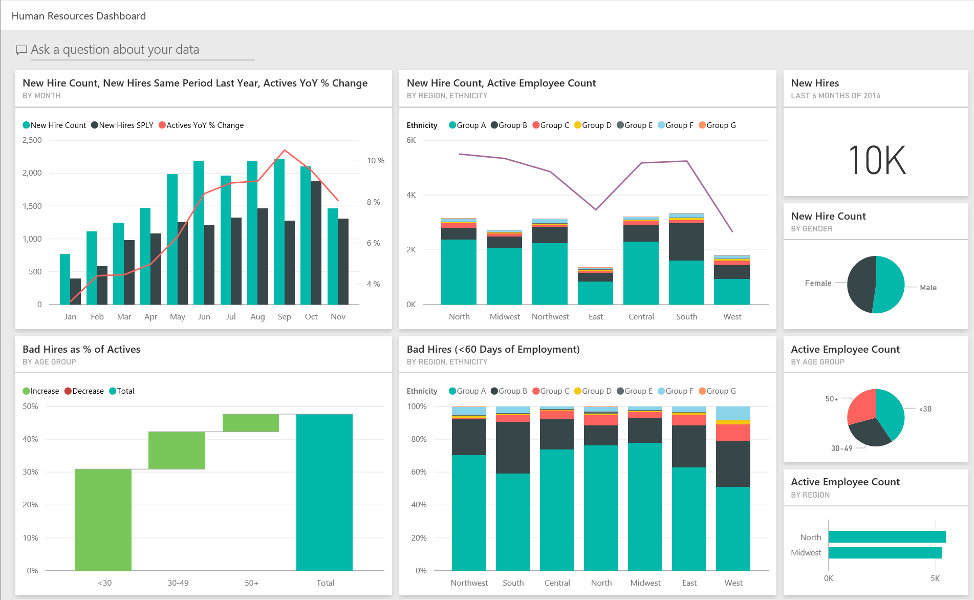 Human Resources Dashboard
Ask a question about your data
New Hire Count, New Hires Same Period Last Year, Actives YoY % Change
BY MONTH
New Hire Count New Hires SPLY Actives YoY % Change
2,500
2,000
1,500
1,000
500
0
10 %
8 %
6 %
4 %
Jan Feb Mar Apr May Jun Jul Aug Sep Oct Nov
New Hire Count, Active Employee Count
BY REGION, ETHNICITY
Ethnicity Group A Group B Group C Group D Group E Group F Group G
6K
4K
2K
0K
North Midwest Northwest East Central South West
New Hires
LAST 6 MONTHS OF 2014
10K
New Hire Count
BY GENDER
Female Male
Bad Hires as % of Actives
BY AGE GROUP
Increase Decrease Total
50%
40%
30%
20%
10%
0%
<30 30-49 50+ Total
Bad Hires (<60 Days of Employment)
BY REGION, ETHNICITY
Ethnicity Group A Group B Group C Group D Group E Group F Group G
100%
80%
60%
40%
20%
0%
Northwest South Central North Midwest East West
Active Employee Count
BY AGE GROUP
50+
<30
30-49
Active Employee Count
BY REGION
North
Midwest
0K 5K